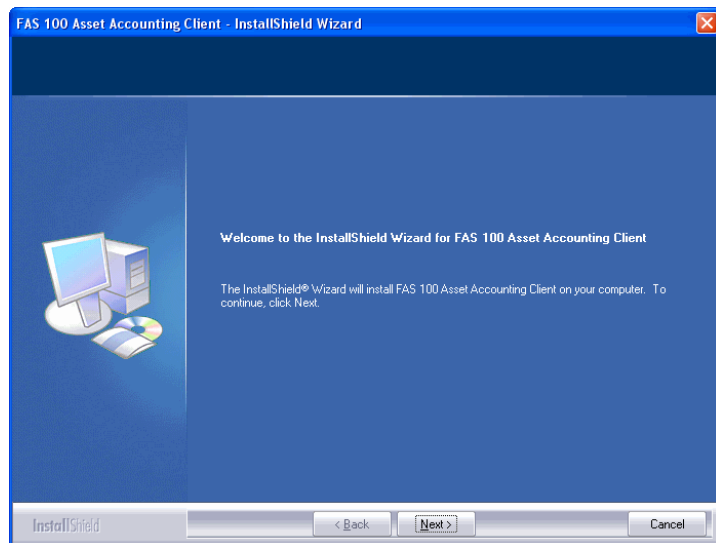 FAS 100 Asset Accounting Client - InstallShield Wizard
Welcome to the InstallShield Wizard for FAS 100 Asset Accounting Client
The InstallShield® Wizard will install FAS 100 Asset Accounting Client on your computer. To
continue, click Next.
InstallShield
< Back
Next >
Cancel